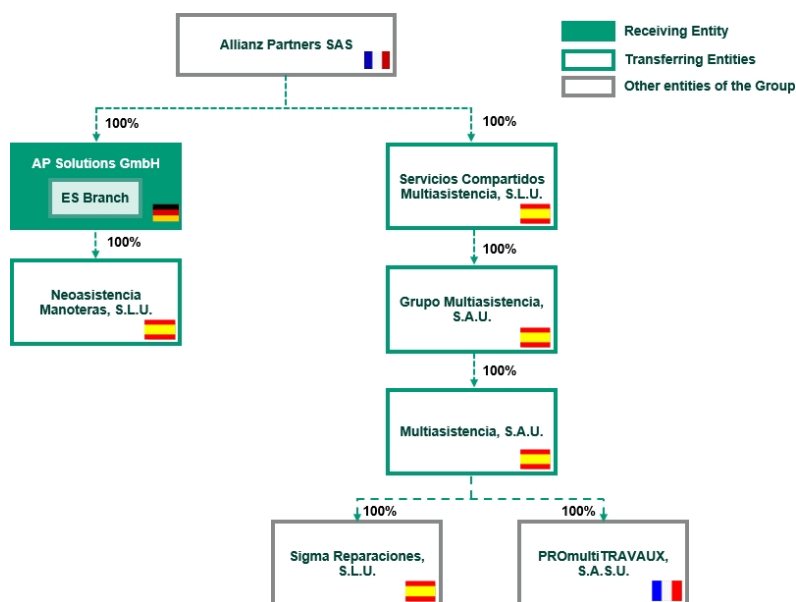 Allianz Partners SAS
Receiving Entity
Transferring Entities
Other entities of the Group
100%
100%
AP Solutions GmbH
ES Branch
Servicios Compartidos
Multiasistencia, S.L.U.
100%
100%
Neoasistencia
Manoteras, S.L.U.
Grupo Multiasistencia,
S.A.U.
100%
Multiasistencia, S.A.U.
100%
100%
Sigma Reparaciones,
S.L.U.
PROmultiTRAVAUX,
S.A.S.U.